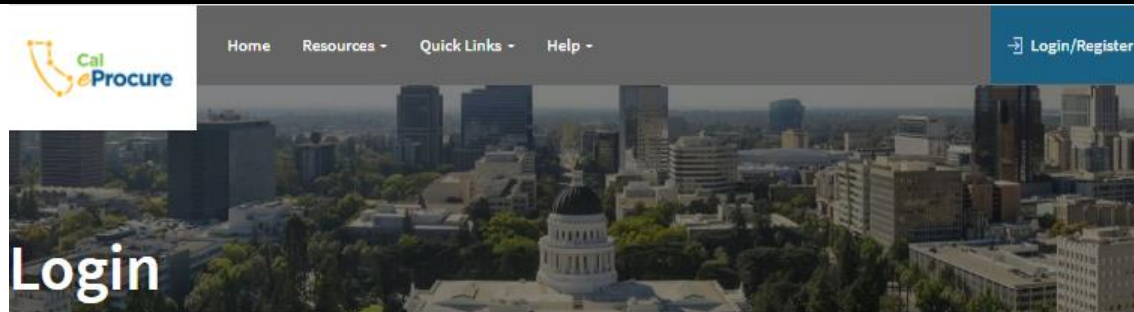 Cal
eProcure
Home Resources Quick Links Help
Login/Register
Login